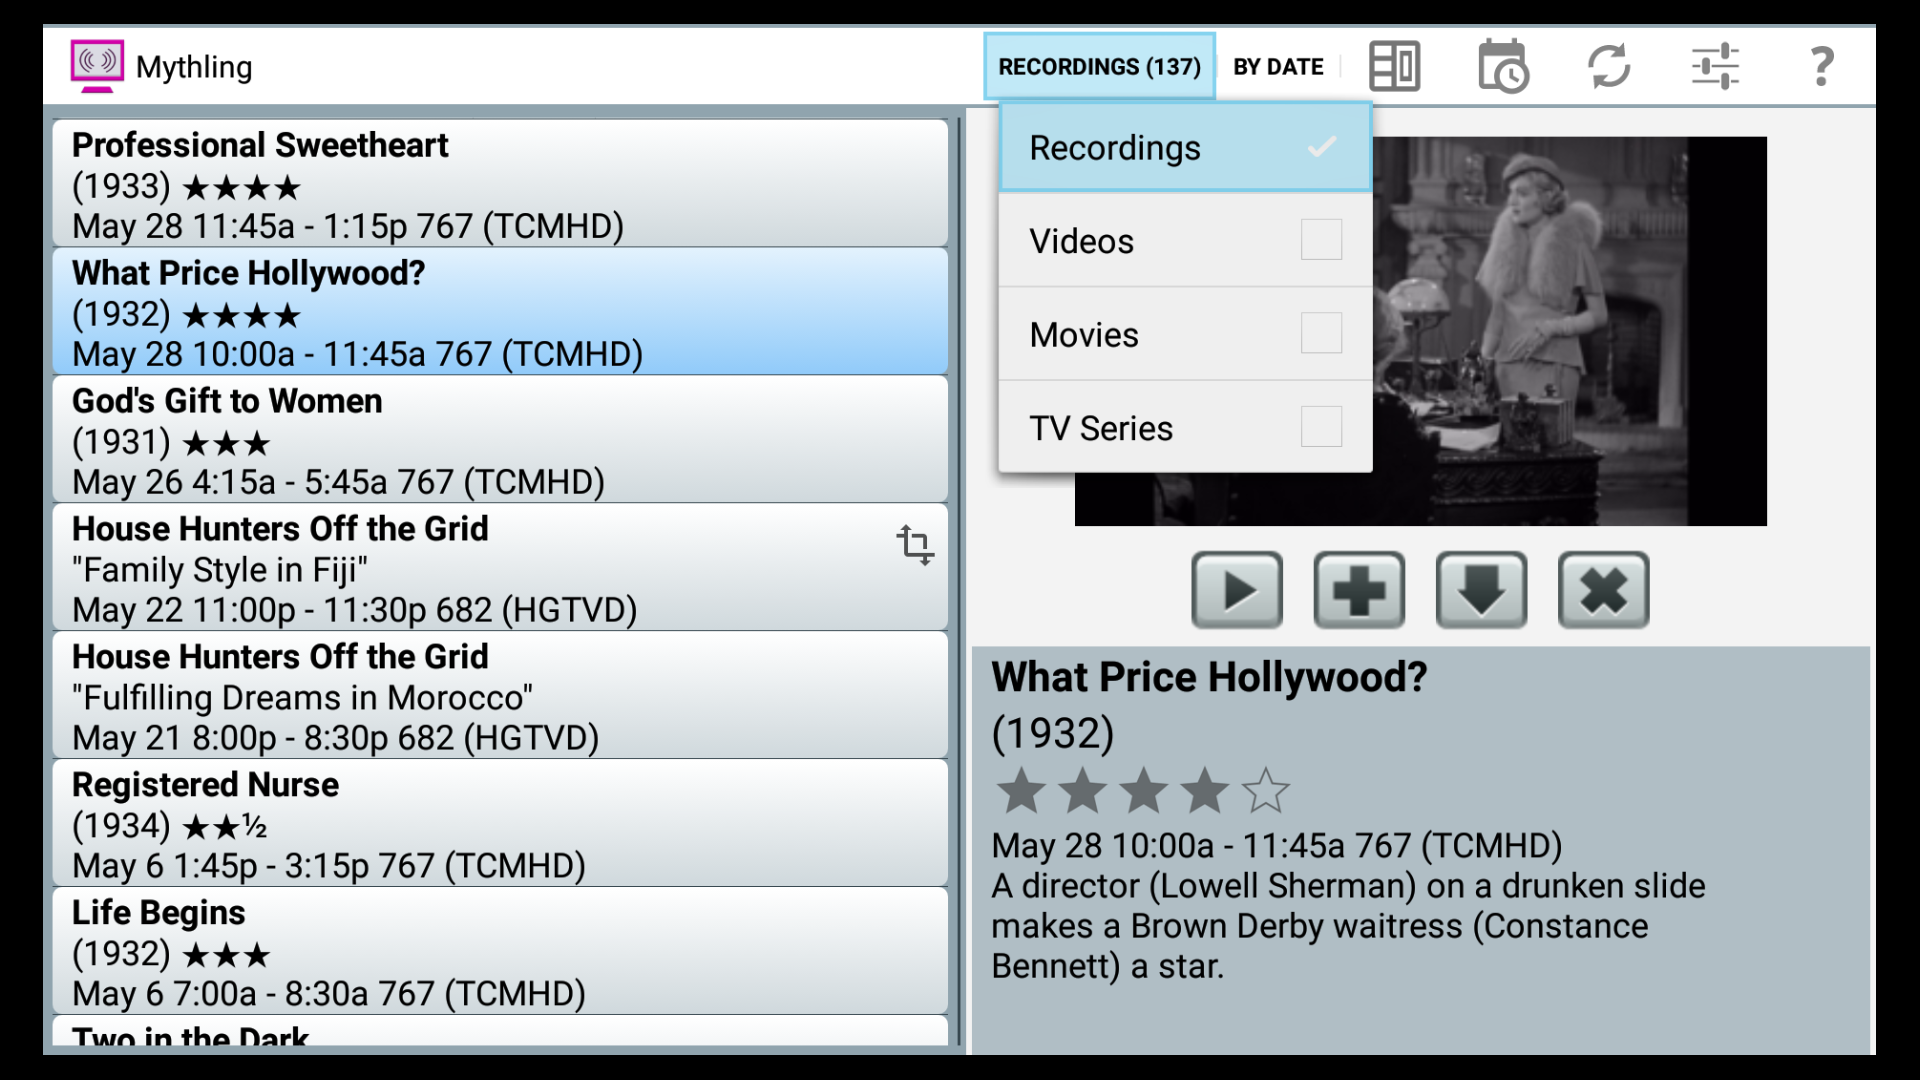 Mythling
RECORDINGS (137)
BY DATE
?
Recordings
Videos
Movies
TV Series
Professional Sweetheart
(1933) ★★★★
May 28 11:45a - 1:15p 767 (TCMHD)
What Price Hollywood?
(1932) ★★★★
May 28 10:00a - 11:45a 767 (TCMHD)
God's Gift to Women
(1931) ★★★
May 26 4:15a - 5:45a 767 (TCMHD)
House Hunters Off the Grid
"Family Style in Fiji"
May 22 11:00p - 11:30p 682 (HGTVD)
House Hunters Off the Grid
"Fulfilling Dreams in Morocco"
May 21 8:00p - 8:30p 682 (HGTVD)
Registered Nurse
(1934) ★★½
May 6 1:45p - 3:15p 767 (TCMHD)
Life Begins
(1932) ★★★
May 6 7:00a - 8:30a 767 (TCMHD)
Two in the Dark
What Price Hollywood?
(1932)
May 28 10:00a - 11:45a 767 (TCMHD)
A director (Lowell Sherman) on a drunken slide
makes a Brown Derby waitress (Constance
Bennett) a star.